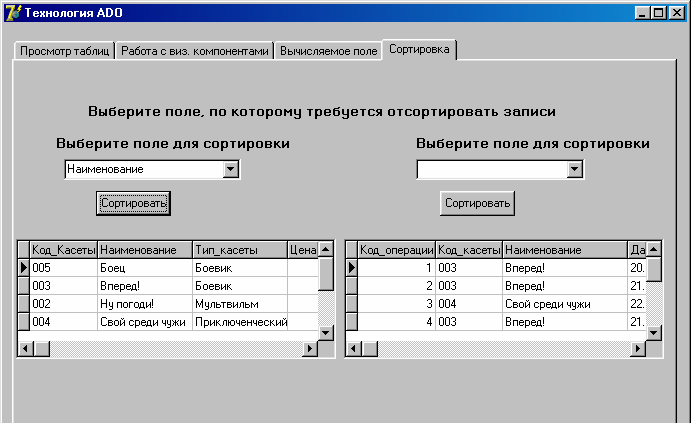 Технология ADO
Просмотр таблиц Работа с виз. компонентами Вычисляемое поле Сортировка
Выберите поле, по которому требуется отсортировать записи
Выберите поле для сортировки Выберите поле для сортировки
Наименование
Сортировать Сортировать
Код_Касеты Наименование Тип_касеты Цена Код_операции Код_касеты Наименование Да
005 Боец Боевик 1 003 Вперед! 20.
003 Вперед! Боевик 2 003 Вперед! 21.
002 Ну погоди! Мультвильм 3 004 Свой среди чужи 22.
004 Свой среди чужи Приключенческий 4 003 Вперед! 21.